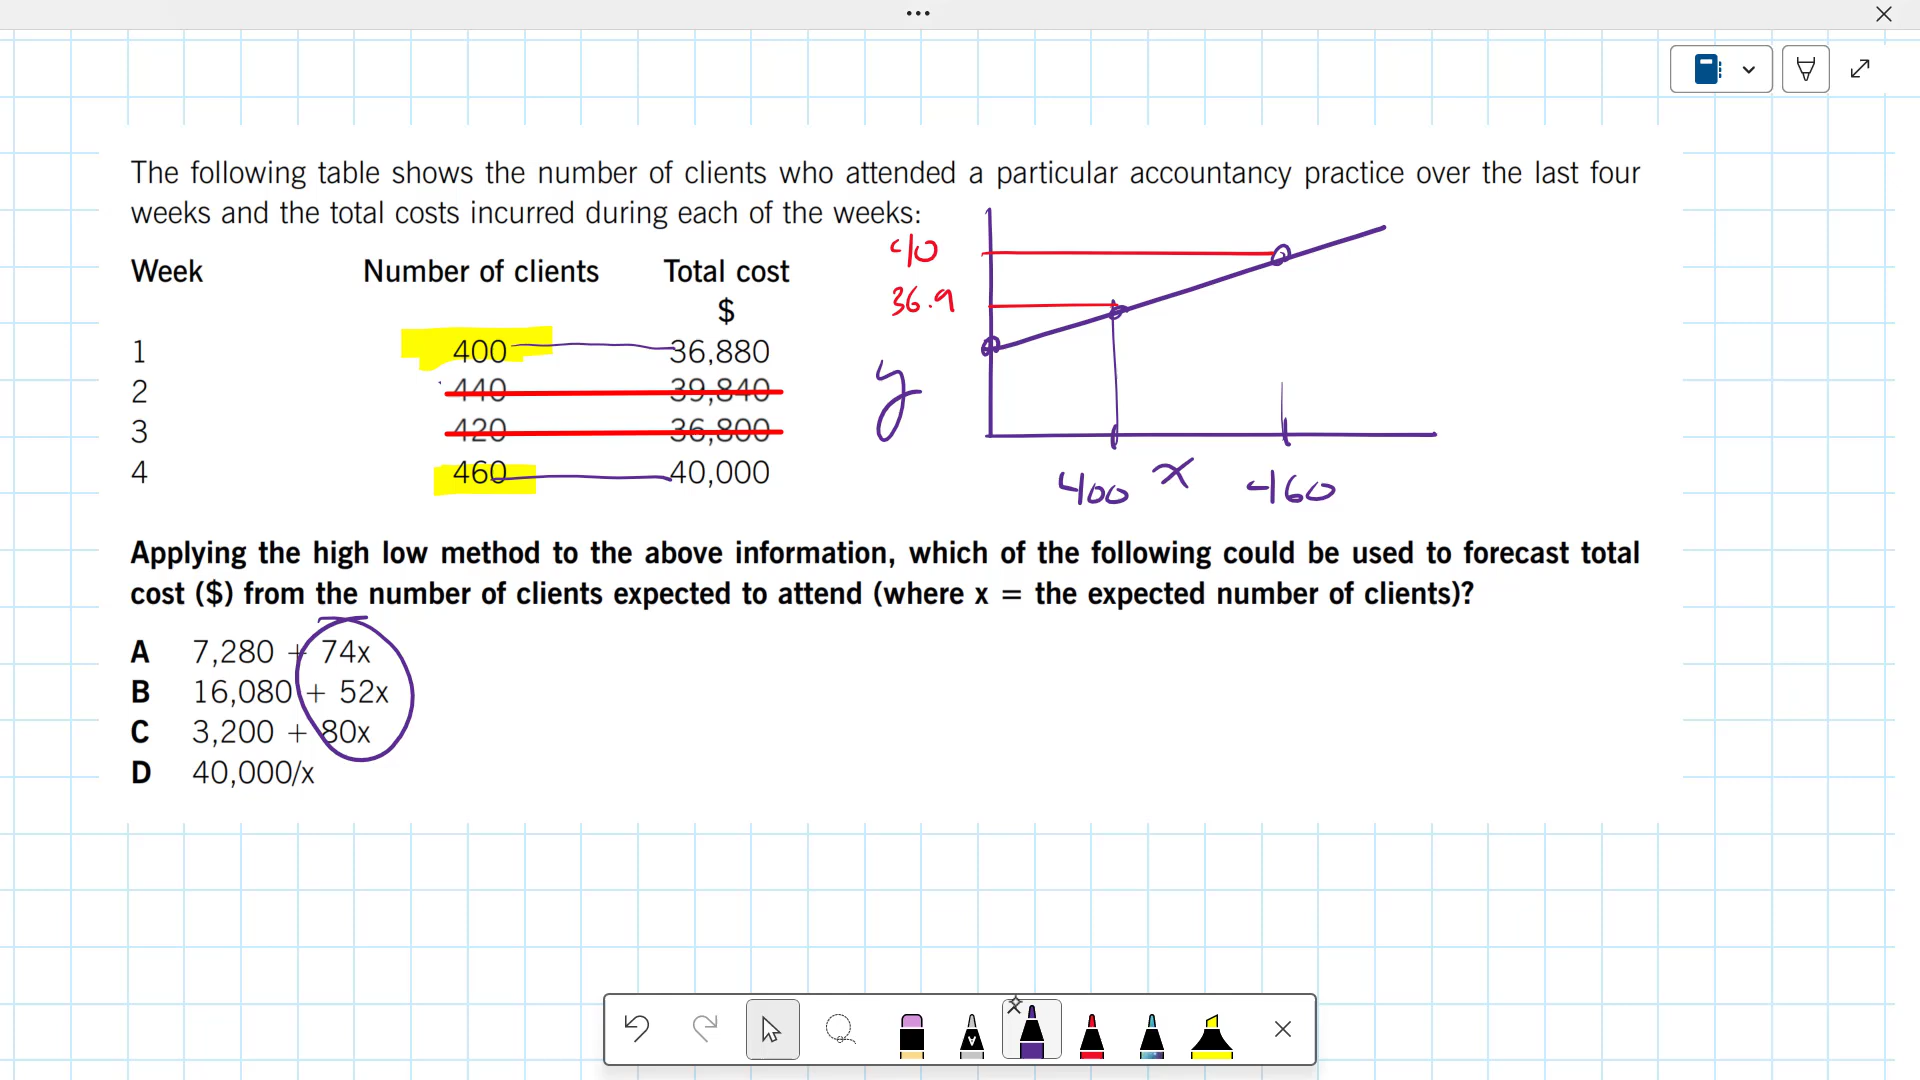 The following table shows the number of clients who attended a particular accountancy practice over the last four
weeks and the total costs incurred during each of the weeks:
Week Number of clients Total cost
$
1 400 36,880
2 440 39,840
3 420 36,800
4 460 40,000
40
36.9
y
400 x 460
Applying the high low method to the above information, which of the following could be used to forecast total
cost ($) from the number of clients expected to attend (where x = the expected number of clients)?
A 7,280 + 74x
B 16,080 + 52x
C 3,200 + 80x
D 40,000/x